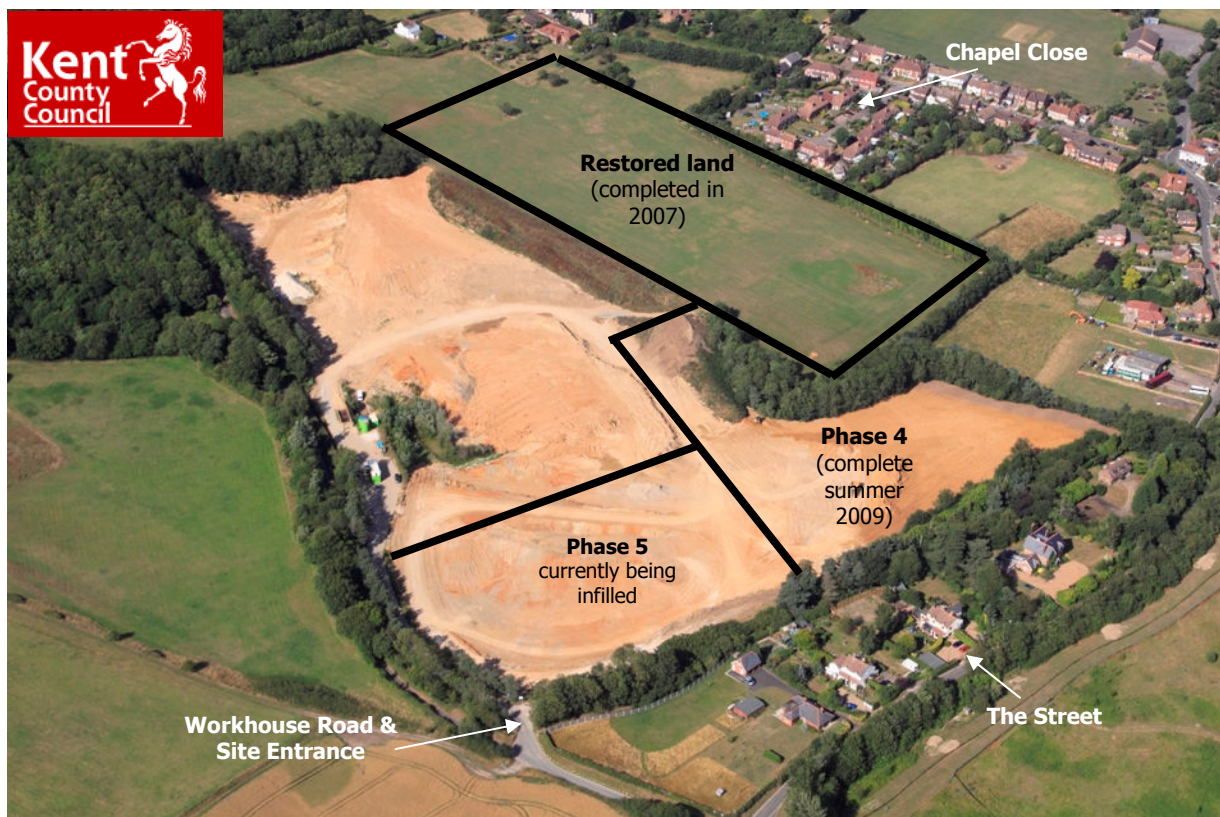 Kent
County
Council
Chapel Close
Restored land
(completed in
2007)
Phase 4
(complete
summer
2009)
Phase 5
currently being
infilled
Workhouse Road &
Site Entrance
The Street